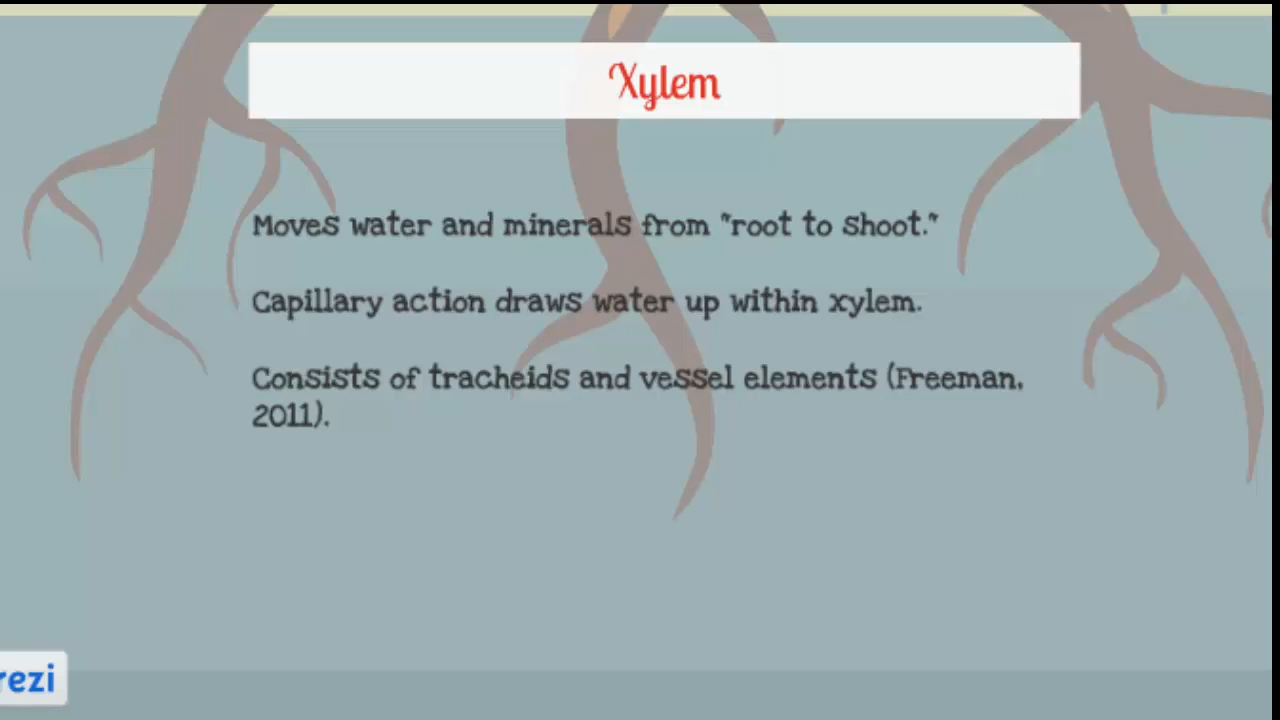 Xylem
Moves water and minerals from "root to shoot."
Capillary action draws water up within xylem.
Consists of tracheids and vessel elements (Freeman,
2011).
rezi